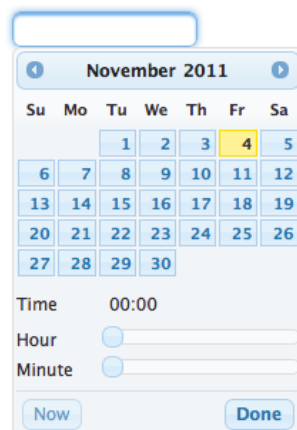 November 2011
Su Mo Tu We Th Fr Sa
1 2 3 4 5
6 7 8 9 10 11 12
13 14 15 16 17 18 19
20 21 22 23 24 25 26
27 28 29 30
Time 00:00
Hour
Minute
Now Done